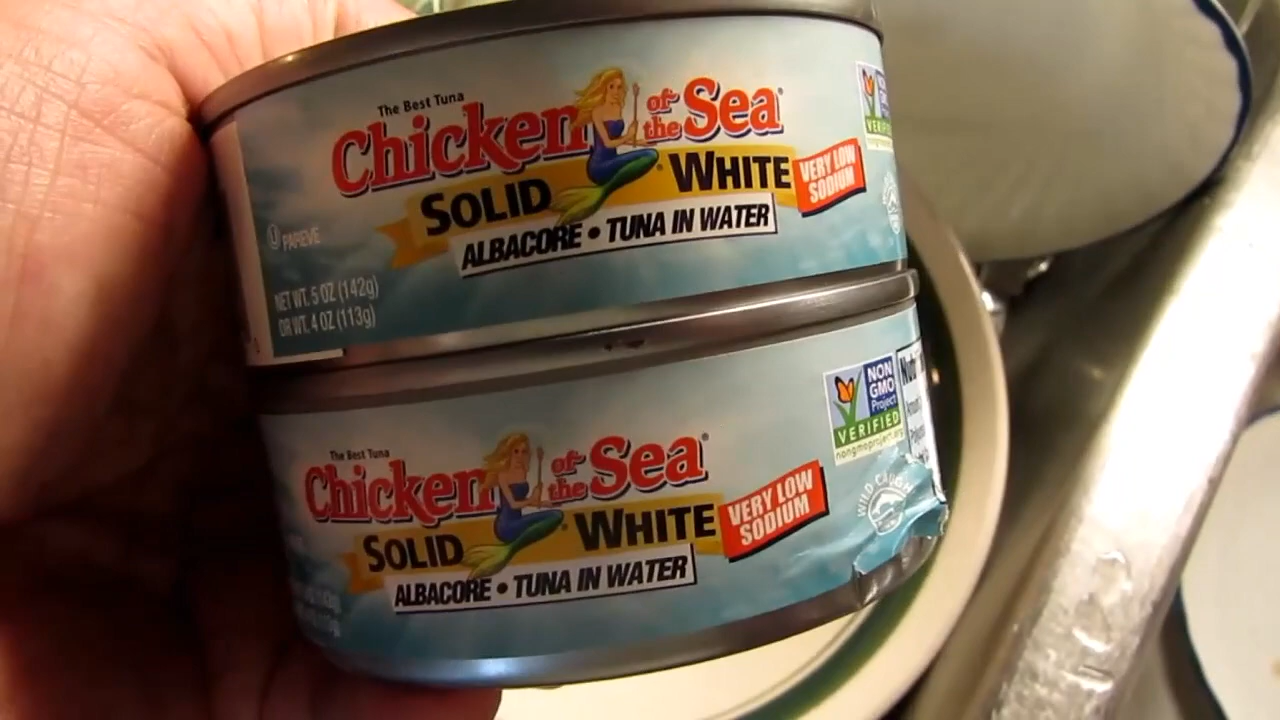 The Best Tuna
Chicken of the Sea®
SOLID WHITE
VERY LOW SODIUM
ALBACORE • TUNA IN WATER
PAREVE
NET WT. 5 OZ (142g)
DR WT. 4 OZ (113g)
The Best Tuna
Chicken of the Sea®
SOLID WHITE
VERY LOW SODIUM
ALBACORE • TUNA IN WATER
NON
GMO
Project
VERIFIED
nongmoproject.org
WILD CAUGHT